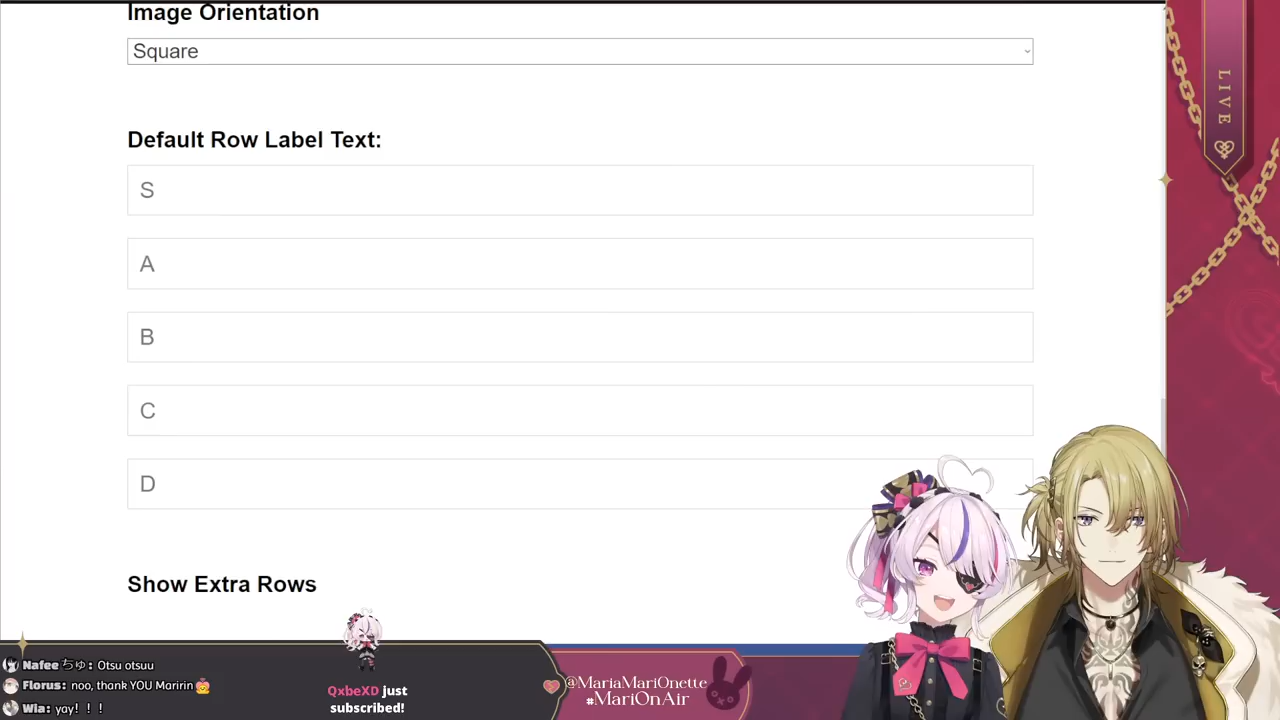 Image Orientation
Square
Default Row Label Text:
S
A
B
C
D
Show Extra Rows
LIVE
Nafee ちゅ: Otsu otsuu
Florus: noo, thank YOU Maririn
Wia: yay! ! !
QxbeXD just
subscribed!
@MariaMariOnette
#MariOnAir